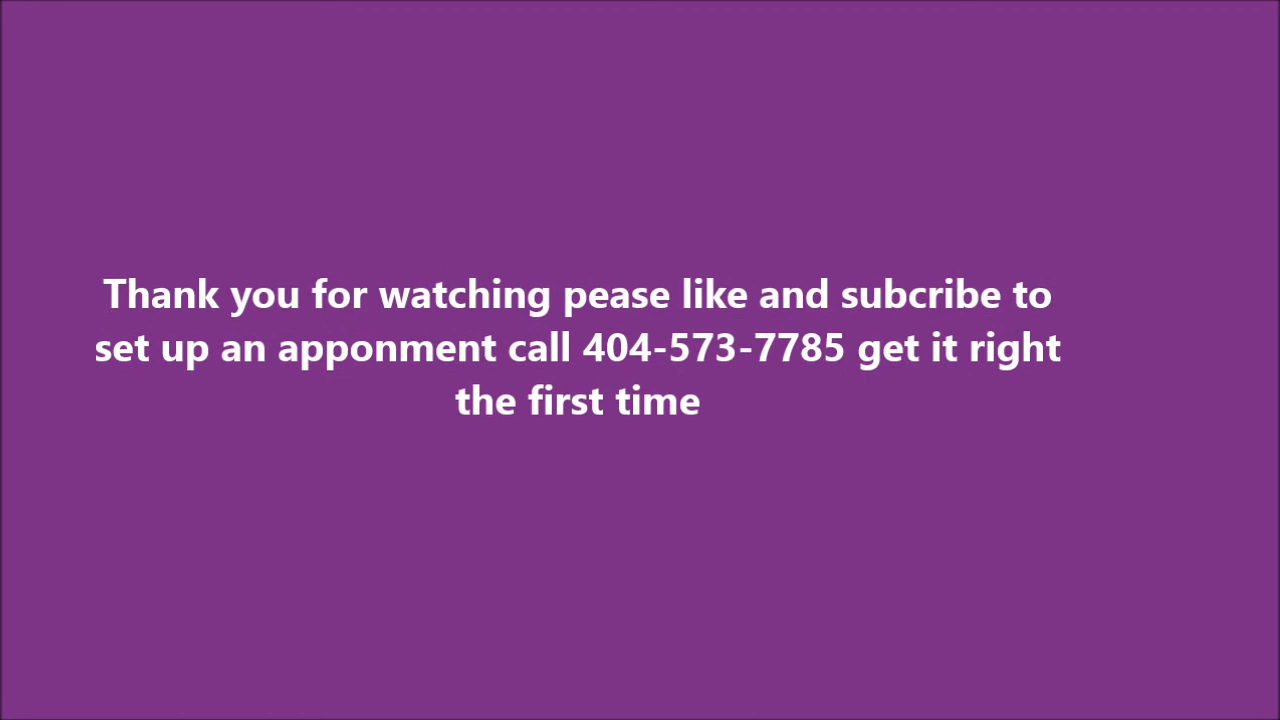 Thank you for watching pease like and subcribe to
set up an apponment call 404-573-7785 get it right
the first time